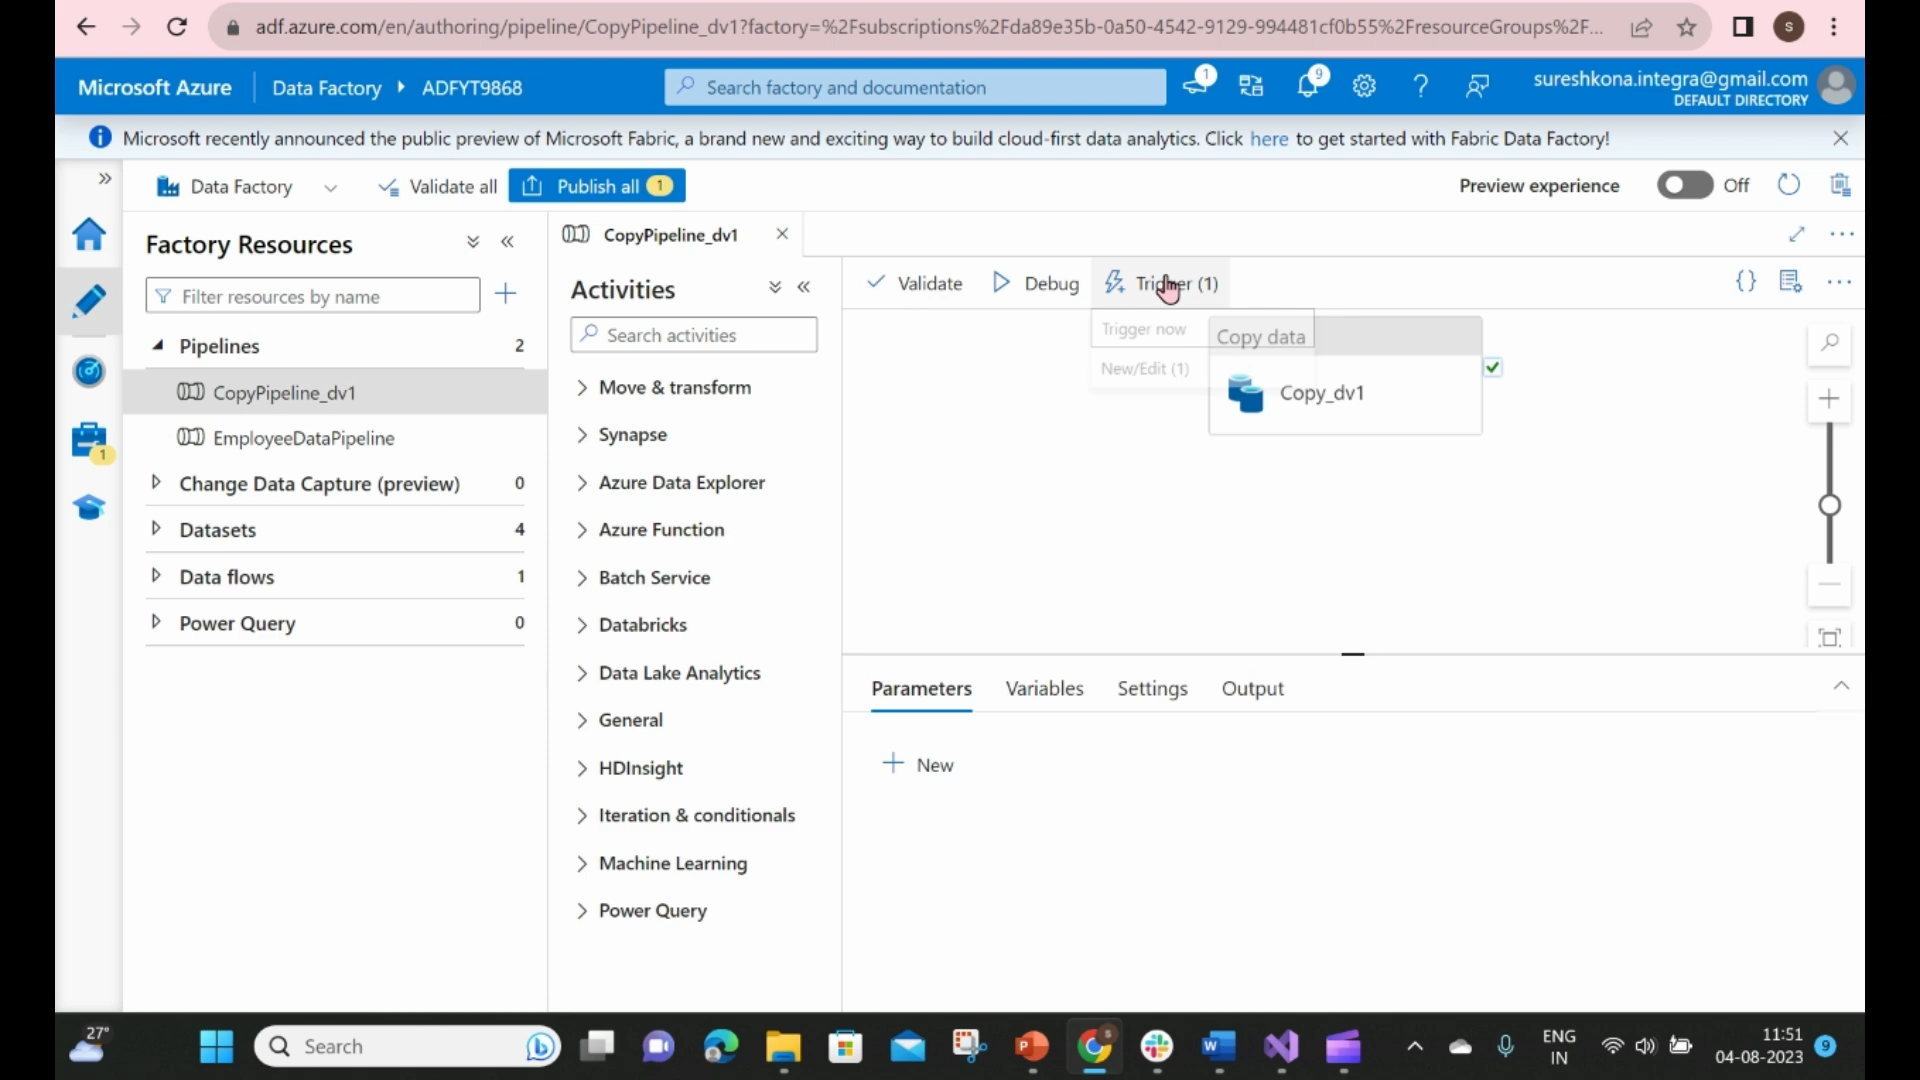 adf.azure.com/en/authoring/pipeline/CopyPipeline_dv1?factory=%2Fsubscriptions%2Fda89e35b-0a50-4542-9129-994481cf0b55%2FresourceGroups%2F...
S
Microsoft Azure
Data Factory
ADFYT9868
Search factory and documentation
1
9
sureshkona.integra@gmail.com
DEFAULT DIRECTORY
Microsoft recently announced the public preview of Microsoft Fabric, a brand new and exciting way to build cloud-first data analytics. Click here to get started with Fabric Data Factory!
Data Factory
Validate all
Publish all 1
Preview experience
Off
Factory Resources
Filter resources by name
Pipelines 2
CopyPipeline_dv1
EmployeeDataPipeline
Change Data Capture (preview) 0
Datasets 4
Data flows 1
Power Query 0
1
CopyPipeline_dv1
Activities
Search activities
Move & transform
Synapse
Azure Data Explorer
Azure Function
Batch Service
Databricks
Data Lake Analytics
General
HDInsight
Iteration & conditionals
Machine Learning
Power Query
Validate
Debug
Trigger (1)
Trigger now
New/Edit (1)
Copy data
Copy_dv1
Parameters
Variables
Settings
Output
New
27°
Search
ENG
IN
11:51
04-08-2023
9